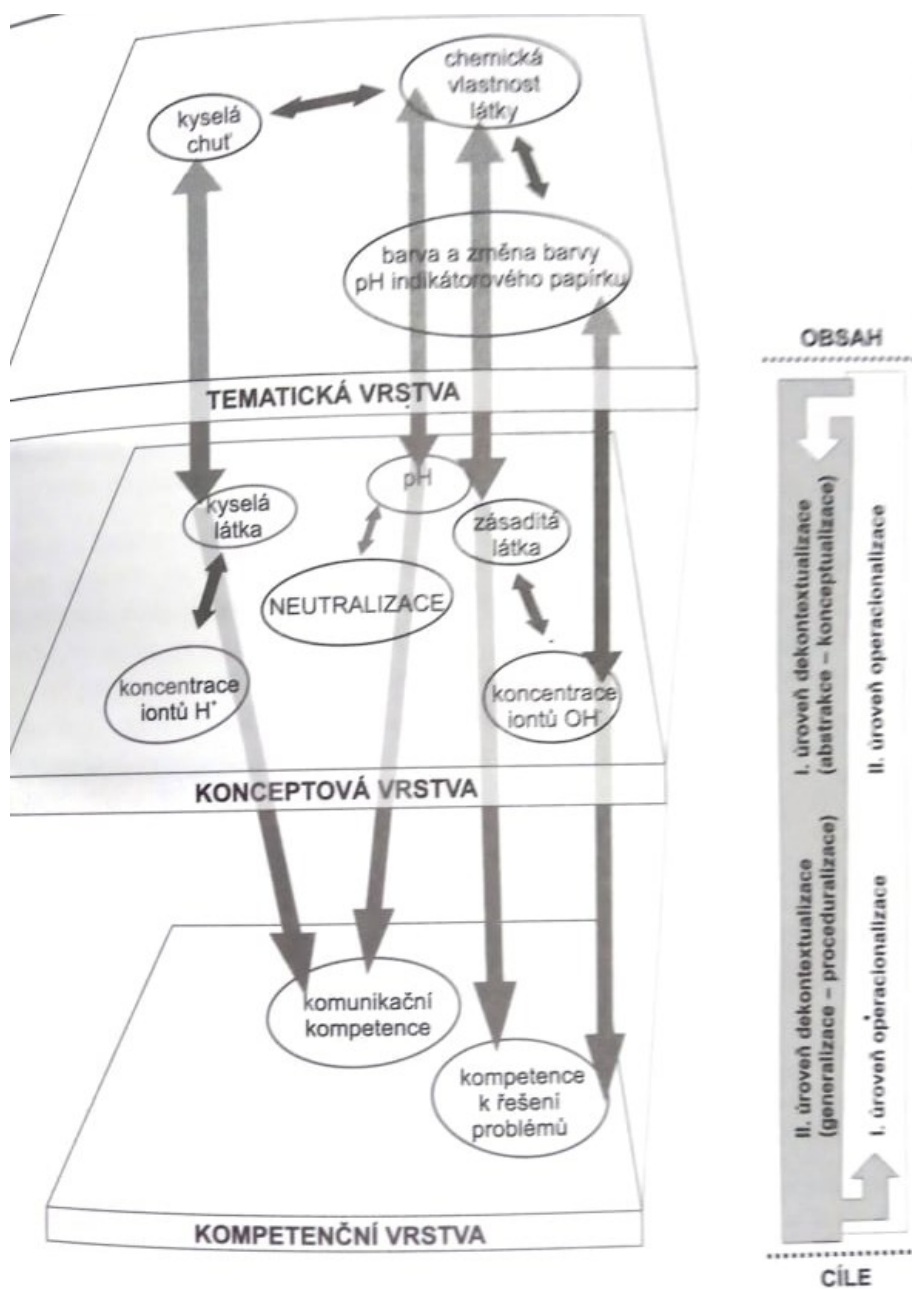 chemická
vlastnost
látky
kyselá
chuť
barva a změna barvy
pH indikátorového papírku
TEMATICKÁ VRSTVA
kyselá
látka
pH
zásaditá
látka
NEUTRALIZACE
koncentrace
iontů H⁺
koncentrace
iontů OH⁻
KONCEPTOVÁ VRSTVA
komunikační
kompetence
kompetence
k řešení
problémů
KOMPETENČNÍ VRSTVA
OBSAH
I. úroveň dekontextualizace
(abstrakce – konceptualizace)
II. úroveň operacionalizace
II. úroveň dekontextualizace
(generalizace – proceduralizace)
I. úroveň operacionalizace
CÍLE